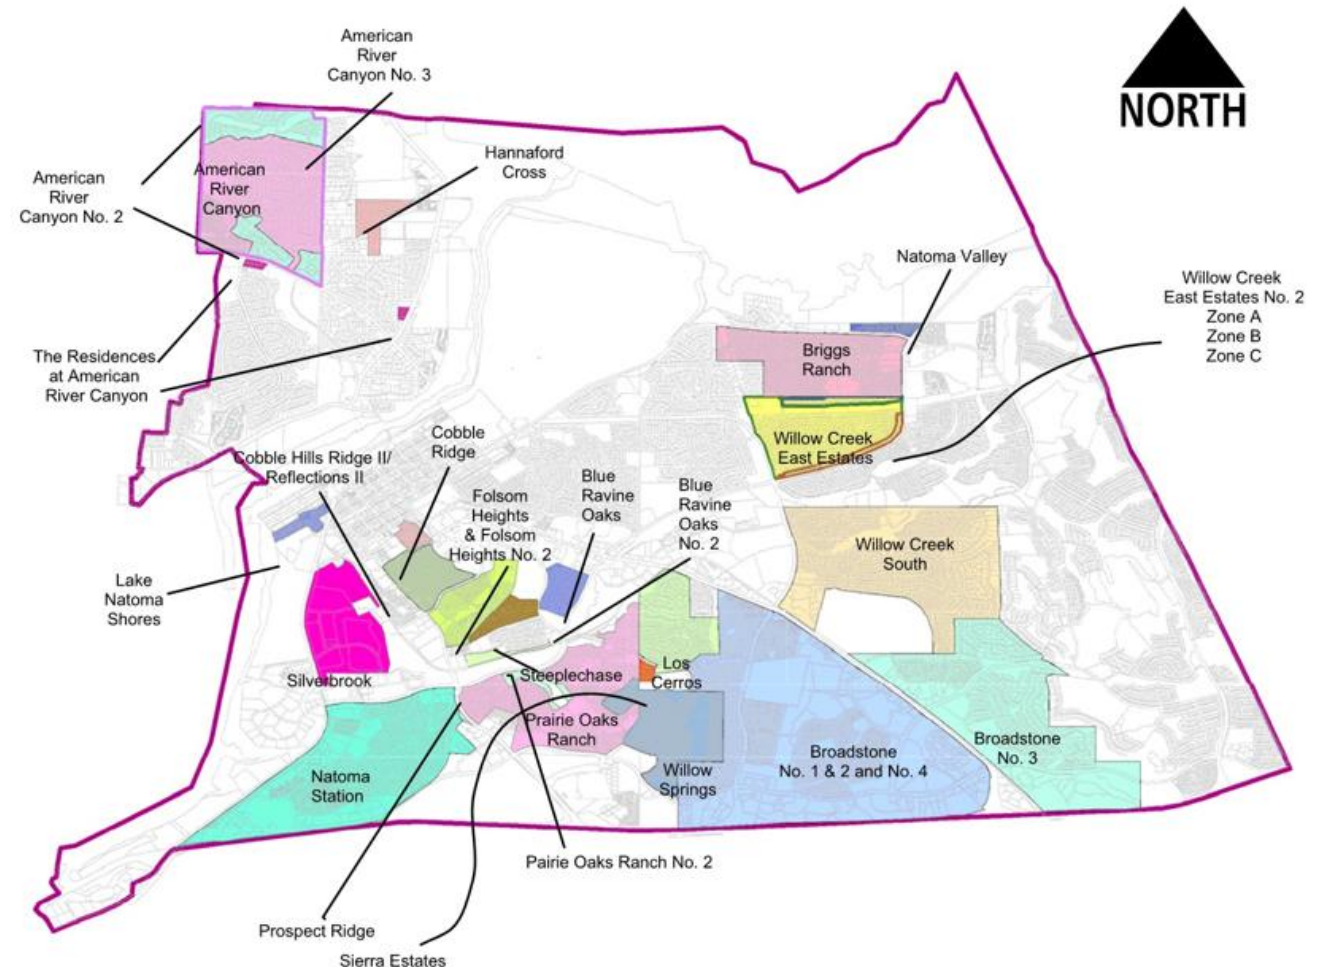 American
River
Canyon No. 3
NORTH
Hannaford
Cross
American
River
Canyon
American
River
Canyon No. 2
Natoma Valley
Willow Creek
East Estates No. 2
Zone A
Zone B
Zone C
The Residences
at American
River Canyon
Briggs
Ranch
Willow Creek
East Estates
Cobble
Ridge
Cobble Hills Ridge II/
Reflections II
Folsom
Heights
& Folsom
Heights No. 2
Blue
Ravine
Oaks
Blue
Ravine
Oaks
No. 2
Willow Creek
South
Lake
Natoma
Shores
Silverbrook
Steeplechase
Los
Cerros
Prairie Oaks
Ranch
Natoma
Station
Willow
Springs
Broadstone
No. 1 & 2 and No. 4
Broadstone
No. 3
Pairie Oaks Ranch No. 2
Prospect Ridge
Sierra Estates